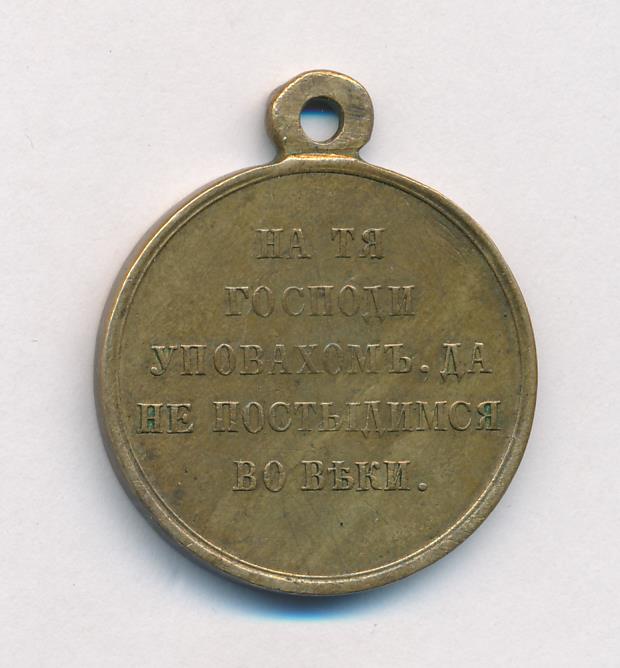 НА ТЯ
ГОСПОДИ
УПОВАХОМЪ. ДА
НЕ ПОСТЫДИМСЯ
ВО ВѢКИ.